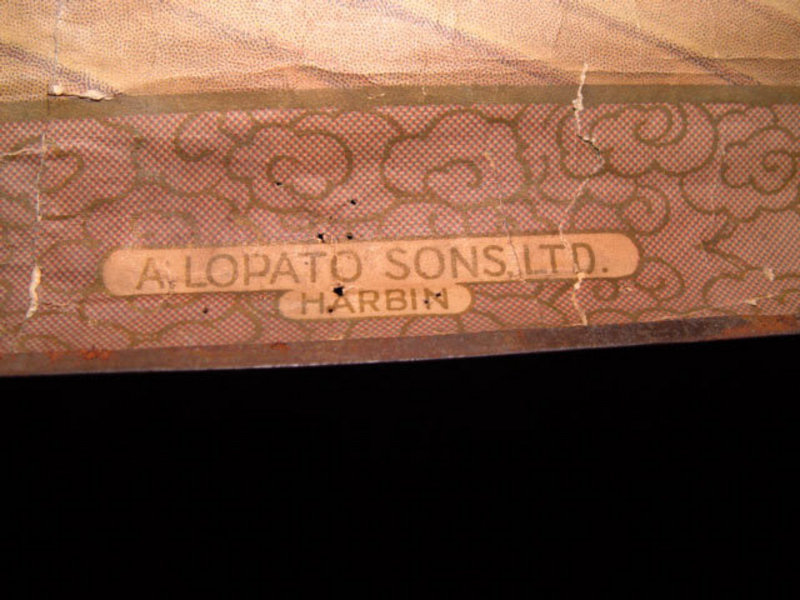 A. LOPATO SONS, LTD.
HARBIN